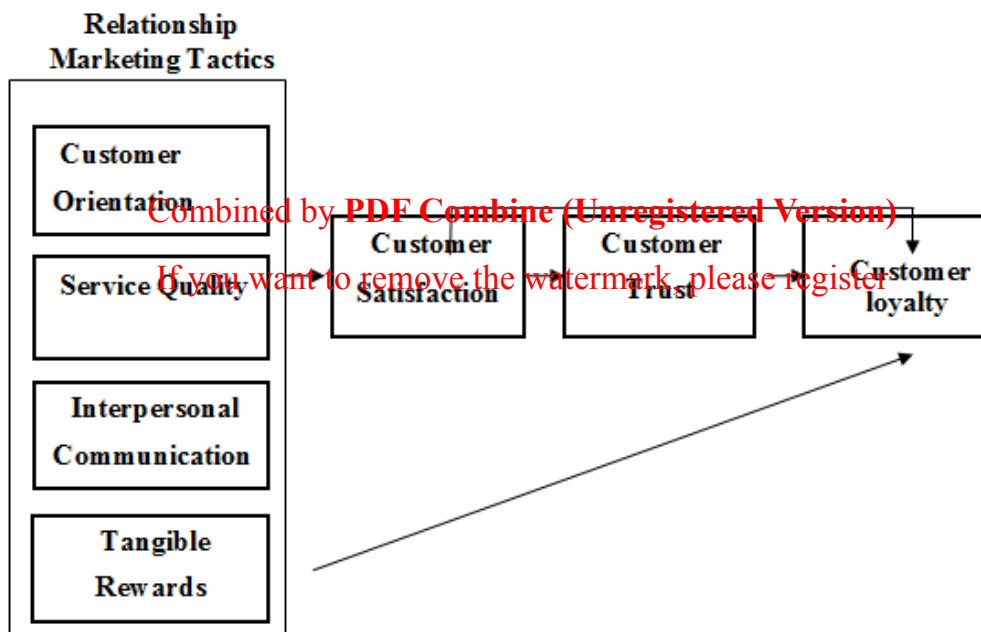 Relationship
Marketing Tactics
Customer
Orientation
Combined by PDF Combine (Unregistered Version)
Customer
Satisfaction
Customer
Trust
Customer
loyalty
Service Quality
If you want to remove the watermark, please register
Interpersonal
Communication
Tangible
Rewards